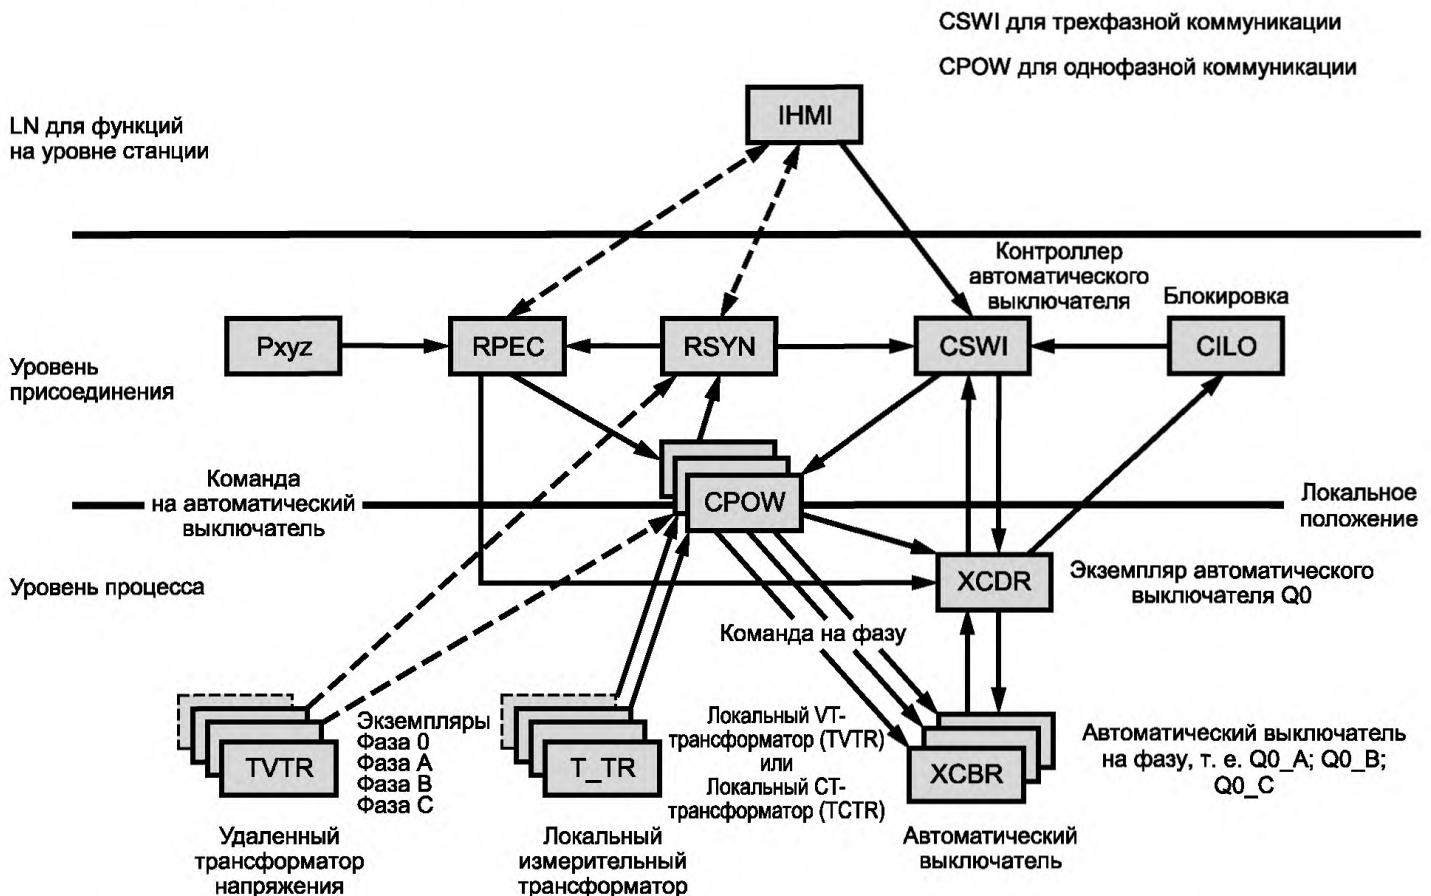 CSWI для трехфазной коммуникации
CPOW для однофазной коммуникации
IHMI
LN для функций
на уровне станции
Контроллер
автоматического
выключателя
Блокировка
Pxyz
RPEC
RSYN
CSWI
CILO
Уровень
присоединения
Команда
на автоматический
выключатель
CPOW
Локальное
положение
Уровень процесса
XCDR
Экземпляр автоматического
выключателя Q0
Команда на фазу
TVTR
Экземпляры
Фаза 0
Фаза A
Фаза B
Фаза C
T_TR
Локальный VT-
трансформатор (TVTR)
или
Локальный CT-
трансформатор (TCTR)
XCBR
Автоматический выключатель
на фазу, т. е. Q0_A; Q0_B;
Q0_C
Удаленный
трансформатор
напряжения
Локальный
измерительный
трансформатор
Автоматический
выключатель